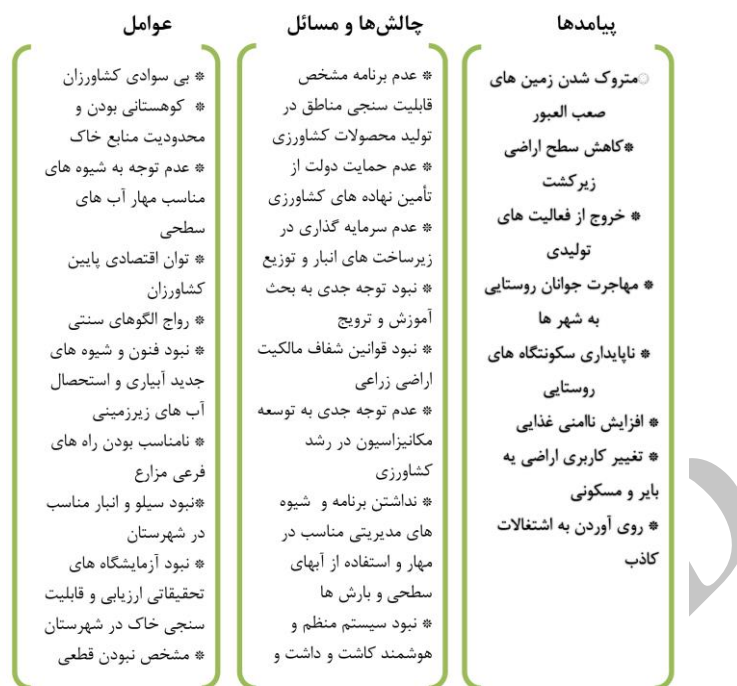 پیامدها
◌متروک شدن زمین های
صعب العبور
*کاهش سطح اراضی
زیرکشت
* خروج از فعالیت های
تولیدی
* مهاجرت جوانان روستایی
به شهر ها
* ناپایداری سکونتگاه های
روستایی
* افزایش ناامنی غذایی
* تغییر کاربری اراضی یه
بایر و مسکونی
* روی آوردن به اشتغالات
کاذب
چالش‌ها و مسائل
* عدم برنامه مشخص
قابلیت سنجی مناطق در
تولید محصولات کشاورزی
* عدم حمایت دولت از
تأمین نهاده های کشاورزی
* عدم سرمایه گذاری در
زیرساخت های انبار و توزیع
* نبود توجه جدی به بحث
آموزش و ترویج
* نبود قوانین شفاف مالکیت
اراضی زراعی
* عدم توجه جدی به توسعه
مکانیزاسیون در رشد
کشاورزی
* نداشتن برنامه و شیوه
های مدیریتی مناسب در
مهار و استفاده از آبهای
سطحی و بارش ها
* نبود سیستم منظم و
هوشمند کاشت و داشت و
عوامل
* بی سوادی کشاورزان
* کوهستانی بودن و
محدودیت منابع خاک
* عدم توجه به شیوه های
مناسب مهار آب های
سطحی
* توان اقتصادی پایین
کشاورزان
* رواج الگوهای سنتی
* نبود فنون و شیوه های
جدید آبیاری و استحصال
آب های زیرزمینی
* نامناسب بودن راه های
فرعی مزارع
*نبود سیلو و انبار مناسب
در شهرستان
* نبود آزمایشگاه های
تحقیقاتی ارزیابی و قابلیت
سنجی خاک در شهرستان
* مشخص نبودن قطعی